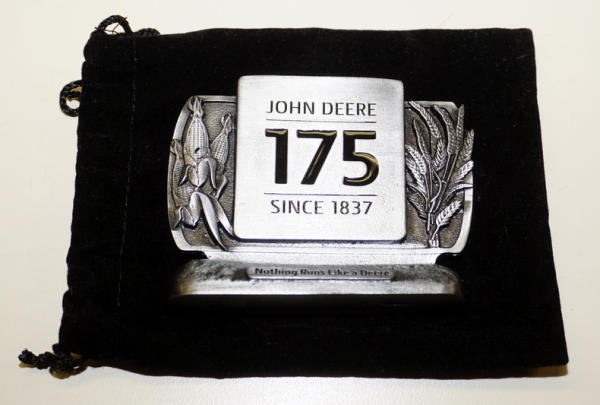 JOHN DEERE
175
SINCE 1837
Nothing Runs Like a Deere